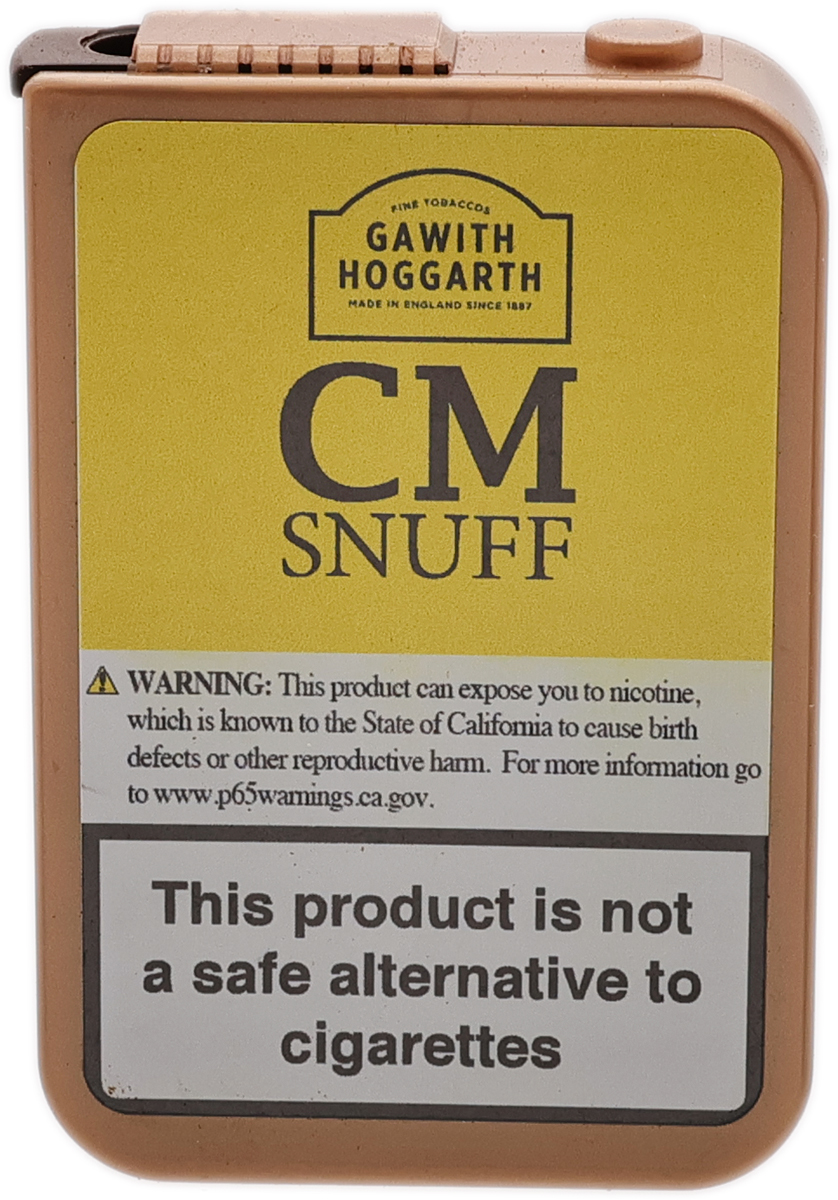 FINE TOBACCOS
GAWITH
HOGGARTH
MADE IN ENGLAND SINCE 1887
CM
SNUFF
WARNING: This product can expose you to nicotine,
which is known to the State of California to cause birth
defects or other reproductive harm. For more information go
to www.p65warnings.ca.gov.
This product is not
a safe alternative to
cigarettes